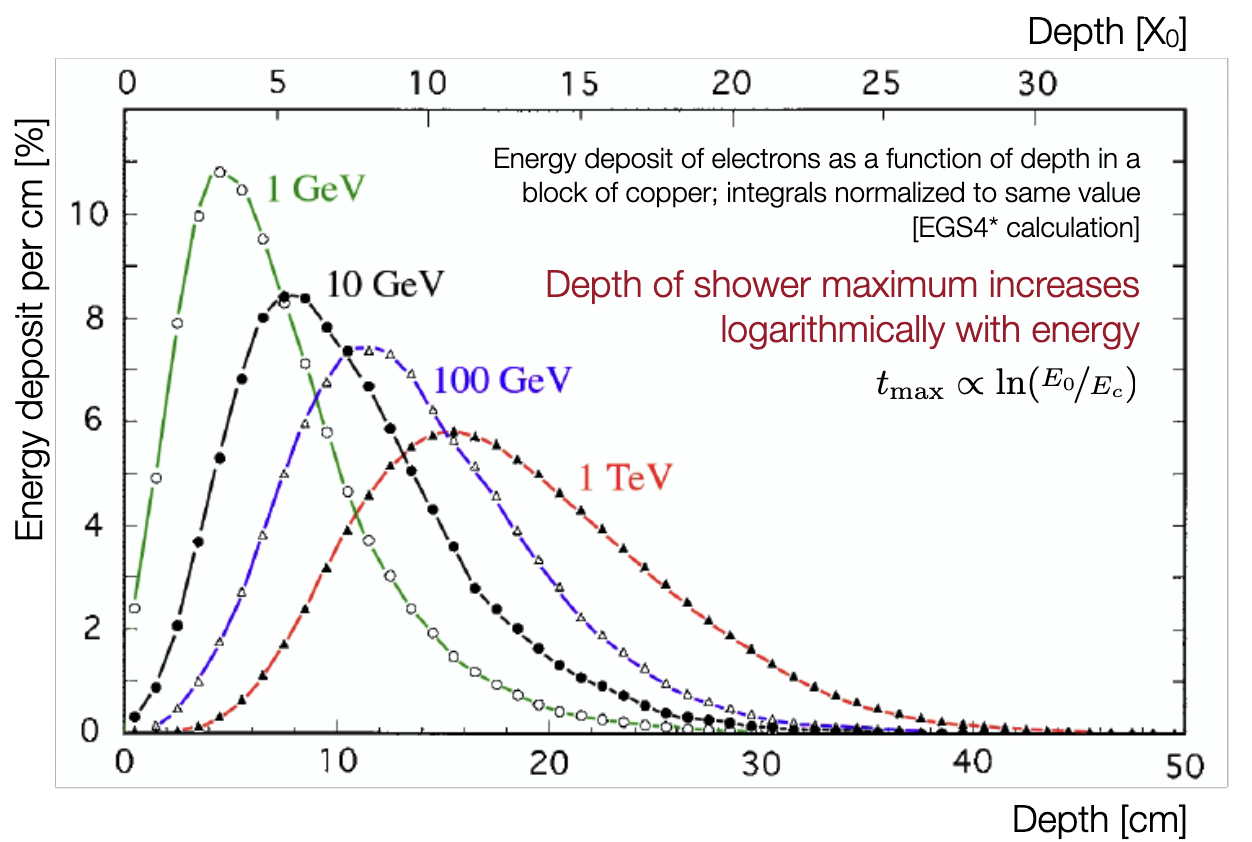 Depth [X0]
0 5 10 15 20 25 30
Energy deposit per cm [%]
10
8
6
4
2
0
Energy deposit of electrons as a function of depth in a
block of copper; integrals normalized to same value
[EGS4* calculation]
1 GeV
10 GeV
Depth of shower maximum increases
logarithmically with energy
100 GeV
t_max ∝ ln(E_0/E_c)
1 TeV
0 10 20 30 40 50
Depth [cm]